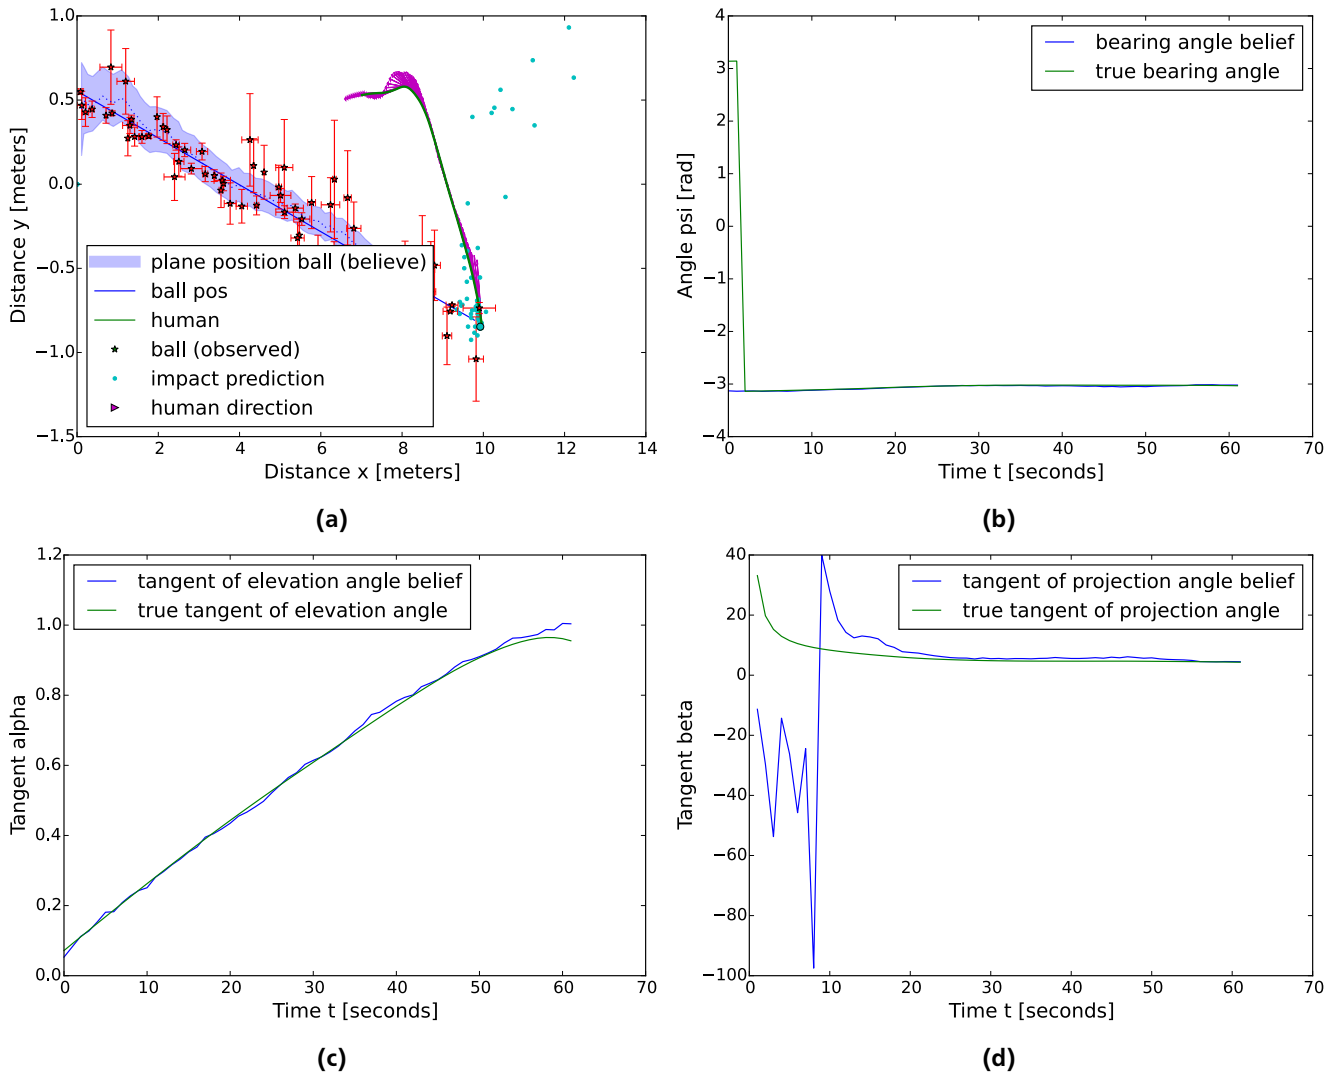 1.0
0.5
0.0
−0.5
−1.0
−1.5
0 2 4 6 8 10 12 14
Distance y [meters]
Distance x [meters]
plane position ball (believe)
ball pos
human
ball (observed)
impact prediction
human direction
(a)
4
3
2
1
0
−1
−2
−3
−4
0 10 20 30 40 50 60 70
Angle psi [rad]
Time t [seconds]
bearing angle belief
true bearing angle
(b)
1.2
1.0
0.8
0.6
0.4
0.2
0.0
0 10 20 30 40 50 60 70
Tangent alpha
Time t [seconds]
tangent of elevation angle belief
true tangent of elevation angle
(c)
40
20
0
−20
−40
−60
−80
−100
0 10 20 30 40 50 60 70
Tangent beta
Time t [seconds]
tangent of projection angle belief
true tangent of projection angle
(d)